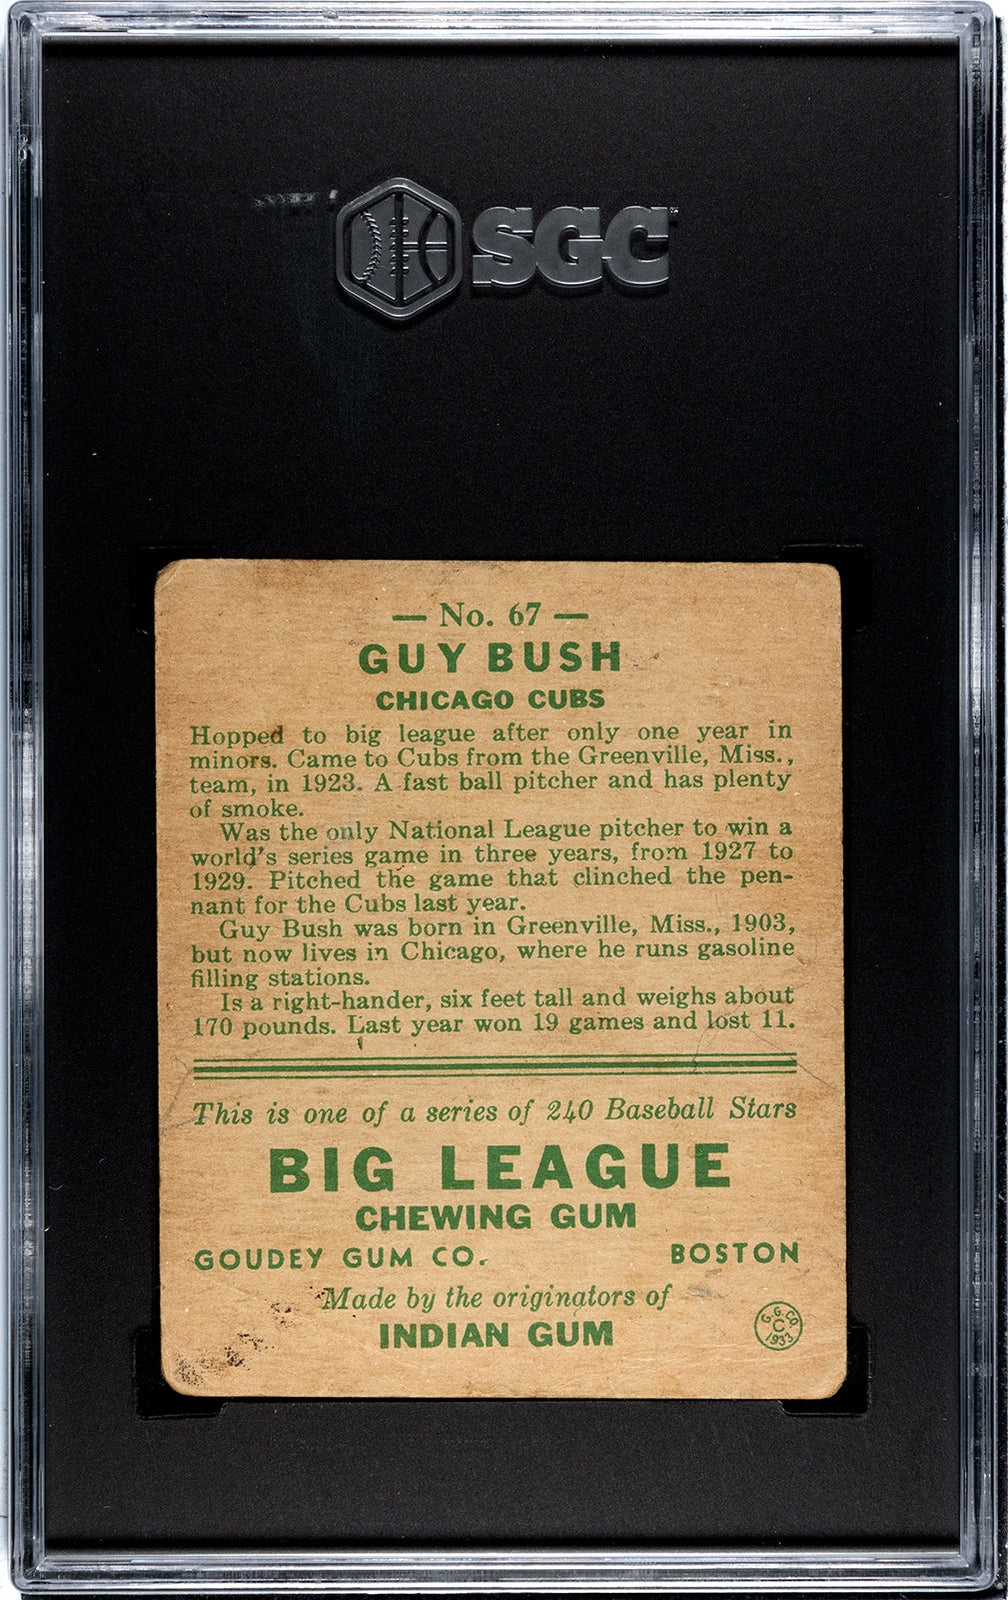 SGC
— No. 67 —
GUY BUSH
CHICAGO CUBS
Hopped to big league after only one year in
minors. Came to Cubs from the Greenville, Miss.,
team, in 1923. A fast ball pitcher and has plenty
of smoke.
Was the only National League pitcher to win a
world's series game in three years, from 1927 to
1929. Pitched the game that clinched the pen-
nant for the Cubs last year.
Guy Bush was born in Greenville, Miss., 1903,
but now lives in Chicago, where he runs gasoline
filling stations.
Is a right-hander, six feet tall and weighs about
170 pounds. Last year won 19 games and lost 11.
This is one of a series of 240 Baseball Stars
BIG LEAGUE
CHEWING GUM
GOUDEY GUM CO. BOSTON
Made by the originators of
INDIAN GUM
G. G. CO.
C
1933